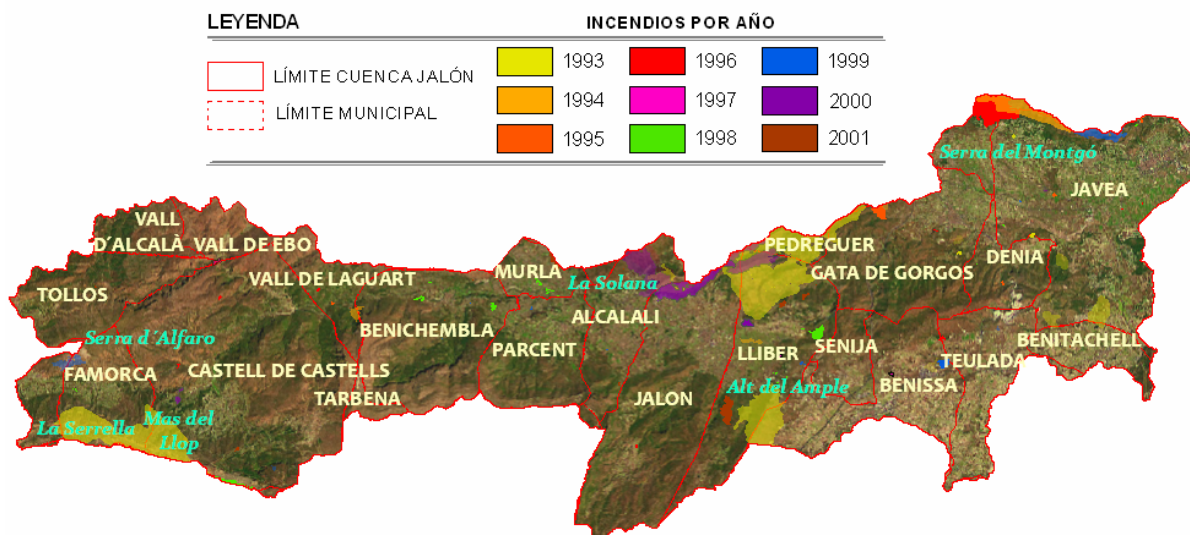 LEYENDA
INCENDIOS POR AÑO
LÍMITE CUENCA JALÓN
LÍMITE MUNICIPAL
1993
1996
1999
1994
1997
2000
1995
1998
2001
Serra del Montgó
JAVEA
VALL
D´ALCALÀ
VALL DE EBO
VALL DE LAGUART
MURLA
La Solana
PEDREGUER
GATA DE GORGOS
DENIA
TOLLOS
ALCALALI
BENICHEMBLA
PARCENT
Serra d´Alfaro
FAMORCA
CASTELL DE CASTELLS
TARBENA
LLIBER
SENIJA
BENITACHELL
TEULADA
BENISSA
Alt del Ample
JALON
La Serrella
Mas del
Llop